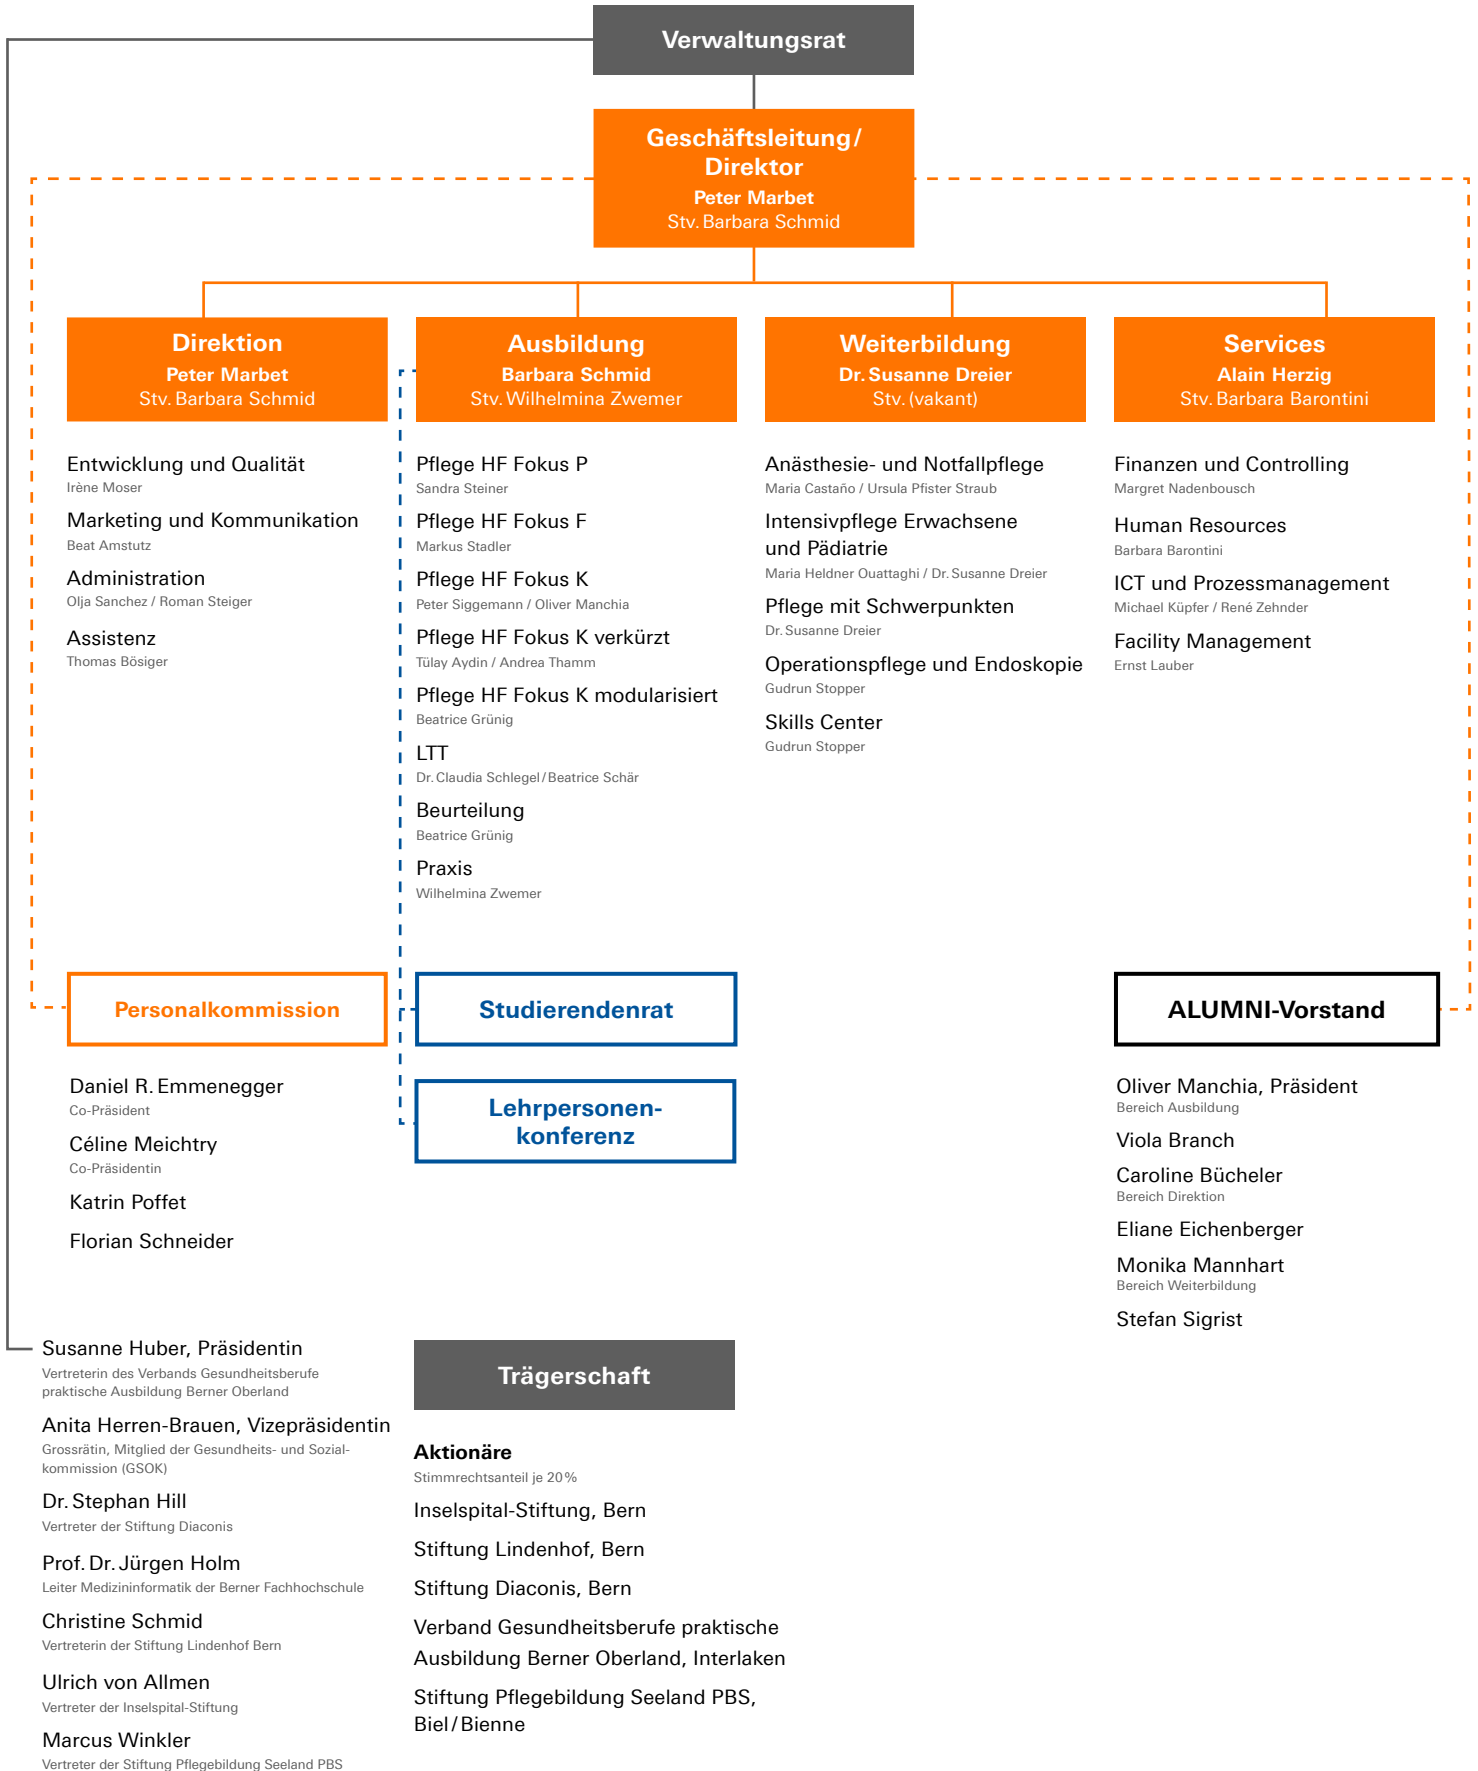 Verwaltungsrat
Geschäftsleitung/
Direktor
Peter Marbet
Stv. Barbara Schmid
Direktion
Peter Marbet
Stv. Barbara Schmid
Entwicklung und Qualität
Irène Moser
Marketing und Kommunikation
Beat Amstutz
Administration
Olja Sanchez / Roman Steiger
Assistenz
Thomas Bösiger
Ausbildung
Barbara Schmid
Stv. Wilhelmina Zwemer
Pflege HF Fokus P
Sandra Steiner
Pflege HF Fokus F
Markus Stadler
Pflege HF Fokus K
Peter Siggemann / Oliver Manchia
Pflege HF Fokus K verkürzt
Tülay Aydin / Andrea Thamm
Pflege HF Fokus K modularisiert
Beatrice Grünig
LTT
Dr. Claudia Schlegel/Beatrice Schär
Beurteilung
Beatrice Grünig
Praxis
Wilhelmina Zwemer
Weiterbildung
Dr. Susanne Dreier
Stv. (vakant)
Anästhesie- und Notfallpflege
Maria Castaño / Ursula Pfister Straub
Intensivpflege Erwachsene
und Pädiatrie
Maria Heldner Ouattaghi / Dr. Susanne Dreier
Pflege mit Schwerpunkten
Dr. Susanne Dreier
Operationspflege und Endoskopie
Gudrun Stopper
Skills Center
Gudrun Stopper
Services
Alain Herzig
Stv. Barbara Barontini
Finanzen und Controlling
Margret Nadenbousch
Human Resources
Barbara Barontini
ICT und Prozessmanagement
Michael Küpfer / René Zehnder
Facility Management
Ernst Lauber
Personalkommission
Daniel R. Emmenegger
Co-Präsident
Céline Meichtry
Co-Präsidentin
Katrin Poffet
Florian Schneider
Studierendenrat
Lehrpersonen-
konferenz
ALUMNI-Vorstand
Oliver Manchia, Präsident
Bereich Ausbildung
Viola Branch
Caroline Bücheler
Bereich Direktion
Eliane Eichenberger
Monika Mannhart
Bereich Weiterbildung
Stefan Sigrist
Susanne Huber, Präsidentin
Vertreterin des Verbands Gesundheitsberufe
praktische Ausbildung Berner Oberland
Anita Herren-Brauen, Vizepräsidentin
Grossrätin, Mitglied der Gesundheits- und Sozial-
kommission (GSOK)
Dr. Stephan Hill
Vertreter der Stiftung Diaconis
Prof. Dr. Jürgen Holm
Leiter Medizininformatik der Berner Fachhochschule
Christine Schmid
Vertreterin der Stiftung Lindenhof Bern
Ulrich von Allmen
Vertreter der Inselspital-Stiftung
Marcus Winkler
Vertreter der Stiftung Pflegebildung Seeland PBS
Trägerschaft
Aktionäre
Stimmrechtsanteil je 20%
Inselspital-Stiftung, Bern
Stiftung Lindenhof, Bern
Stiftung Diaconis, Bern
Verband Gesundheitsberufe praktische
Ausbildung Berner Oberland, Interlaken
Stiftung Pflegebildung Seeland PBS,
Biel/Bienne